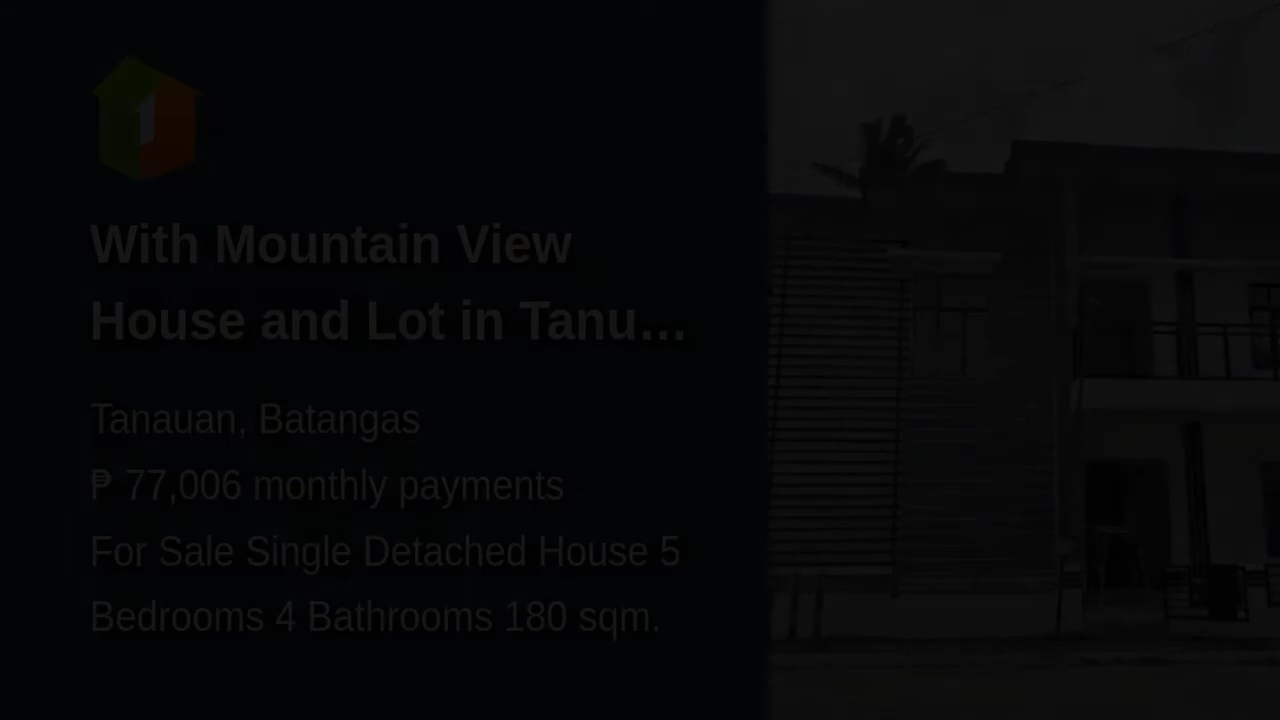 1
With Mountain View
House and Lot in Tanu...
Tanauan, Batangas
₱ 77,006 monthly payments
For Sale Single Detached House 5
Bedrooms 4 Bathrooms 180 sqm.